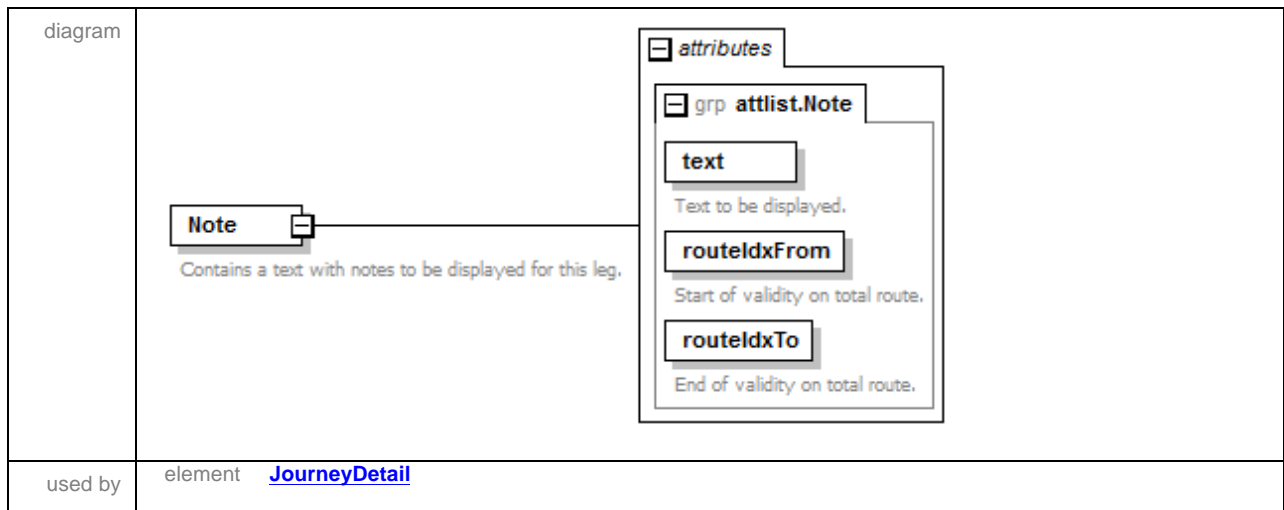 diagram
attributes
grp attlist.Note
text
Text to be displayed.
Note
routeIdxFrom
Contains a text with notes to be displayed for this leg.
Start of validity on total route.
routeIdxTo
End of validity on total route.
used by
element JourneyDetail